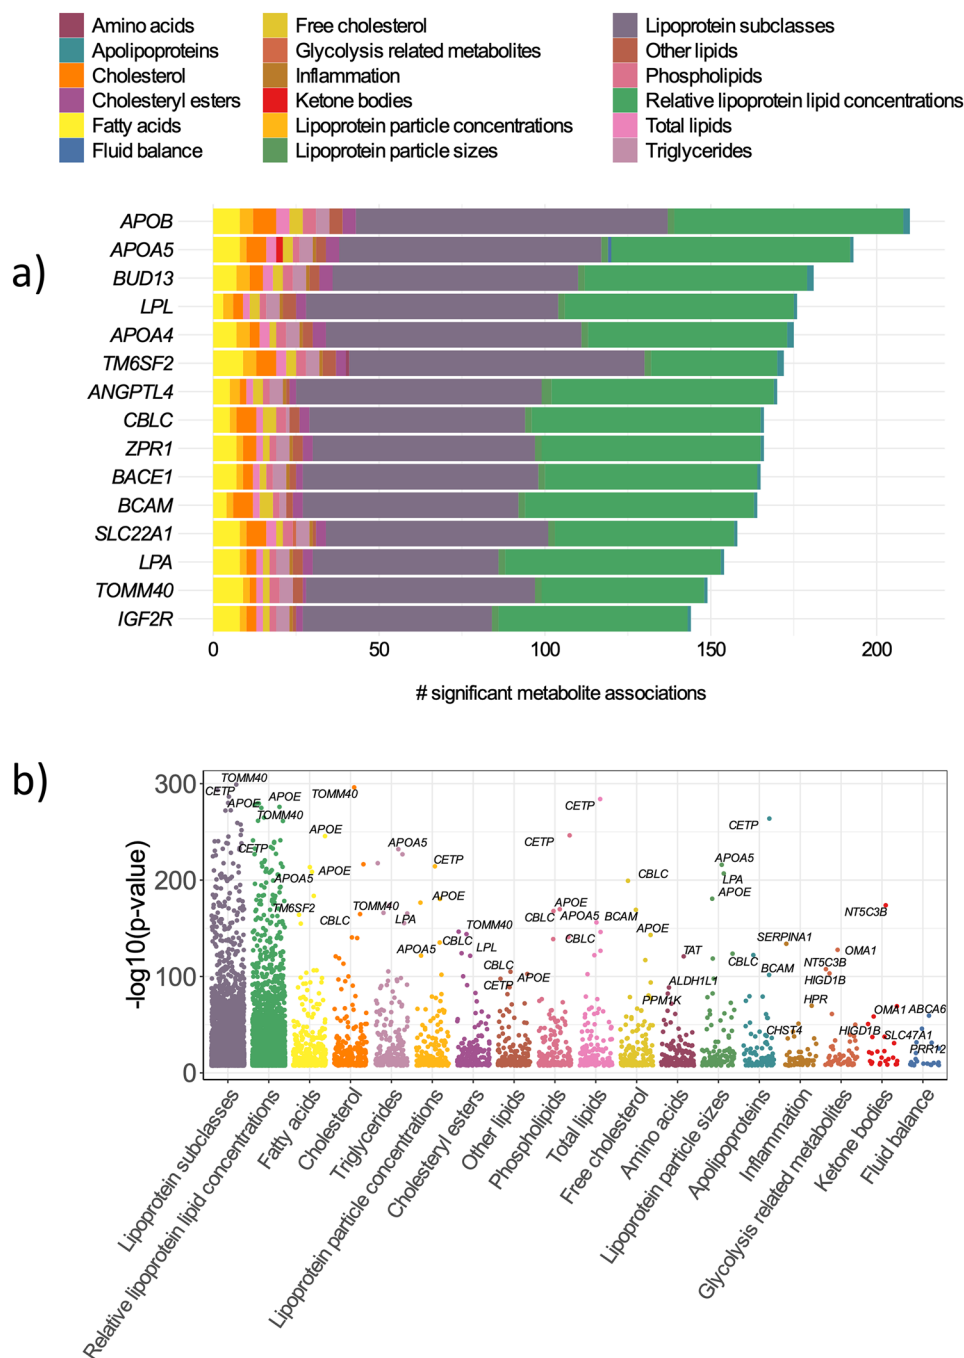 Amino acids
Apolipoproteins
Cholesterol
Cholesteryl esters
Fatty acids
Fluid balance
Free cholesterol
Glycolysis related metabolites
Inflammation
Ketone bodies
Lipoprotein particle concentrations
Lipoprotein particle sizes
Lipoprotein subclasses
Other lipids
Phospholipids
Relative lipoprotein lipid concentrations
Total lipids
Triglycerides
a)
APOB
APOA5
BUD13
LPL
APOA4
TM6SF2
ANGPTL4
CBLC
ZPR1
BACE1
BCAM
SLC22A1
LPA
TOMM40
IGF2R
0 50 100 150 200
# significant metabolite associations
b)
-log10(p-value)
300
200
100
0
TOMM40
CETP
APOE
APOE
TOMM40
CETP
TOMM40
APOE
APOA5
APOE
TM6SF2
CBLC
APOA5
TOMM40
LPA
CETP
APOE
APOA5
TOMM40
CBLC
LPL
CBLC
CETP
APOE
CETP
APOE
CBLC
CETP
APOA5
CBLC
CBLC
BCAM
APOE
TAT
ALDH1L1
PPM1K
APOA5
LPA
APOE
CETP
CBLC
BCAM
SERPINA1
HPR
CHST4
OMA1
NT5C3B
HIGD1B
NT5C3B
OMA1
HIGD1B
ABCA6
SLC47A1
PRR12
Lipoprotein subclasses
Relative lipoprotein lipid concentrations
Fatty acids
Cholesterol
Triglycerides
Lipoprotein particle concentrations
Cholesteryl esters
Other lipids
Phospholipids
Total lipids
Free cholesterol
Amino acids
Lipoprotein particle sizes
Apolipoproteins
Inflammation
Glycolysis related metabolites
Ketone bodies
Fluid balance